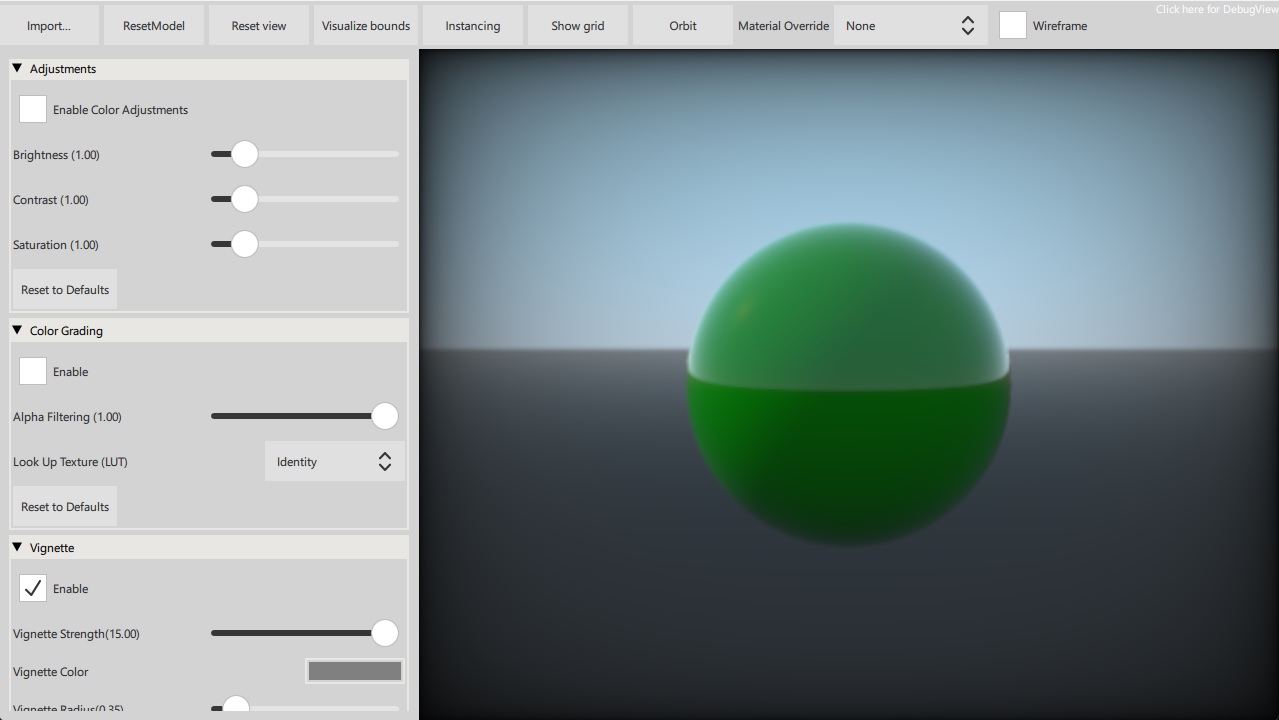 Import... ResetModel Reset view Visualize bounds Instancing Show grid Orbit Material Override None Wireframe
Click here for DebugView
Adjustments
Enable Color Adjustments
Brightness (1.00)
Contrast (1.00)
Saturation (1.00)
Reset to Defaults
Color Grading
Enable
Alpha Filtering (1.00)
Look Up Texture (LUT) Identity
Reset to Defaults
Vignette
Enable
Vignette Strength(15.00)
Vignette Color
Vignette Radius(0.35)